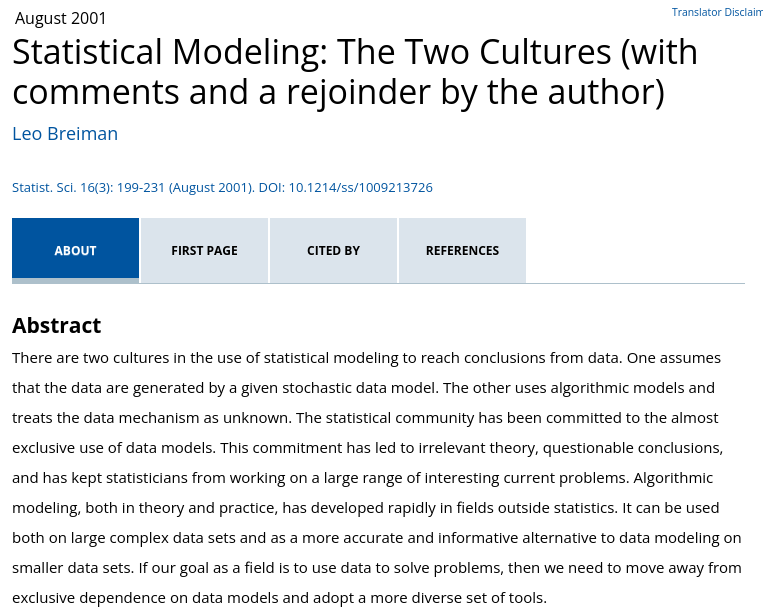 August 2001
Translator Disclaim
Statistical Modeling: The Two Cultures (with
comments and a rejoinder by the author)
Leo Breiman
Statist. Sci. 16(3): 199-231 (August 2001). DOI: 10.1214/ss/1009213726
ABOUT FIRST PAGE CITED BY REFERENCES
Abstract
There are two cultures in the use of statistical modeling to reach conclusions from data. One assumes
that the data are generated by a given stochastic data model. The other uses algorithmic models and
treats the data mechanism as unknown. The statistical community has been committed to the almost
exclusive use of data models. This commitment has led to irrelevant theory, questionable conclusions,
and has kept statisticians from working on a large range of interesting current problems. Algorithmic
modeling, both in theory and practice, has developed rapidly in fields outside statistics. It can be used
both on large complex data sets and as a more accurate and informative alternative to data modeling on
smaller data sets. If our goal as a field is to use data to solve problems, then we need to move away from
exclusive dependence on data models and adopt a more diverse set of tools.